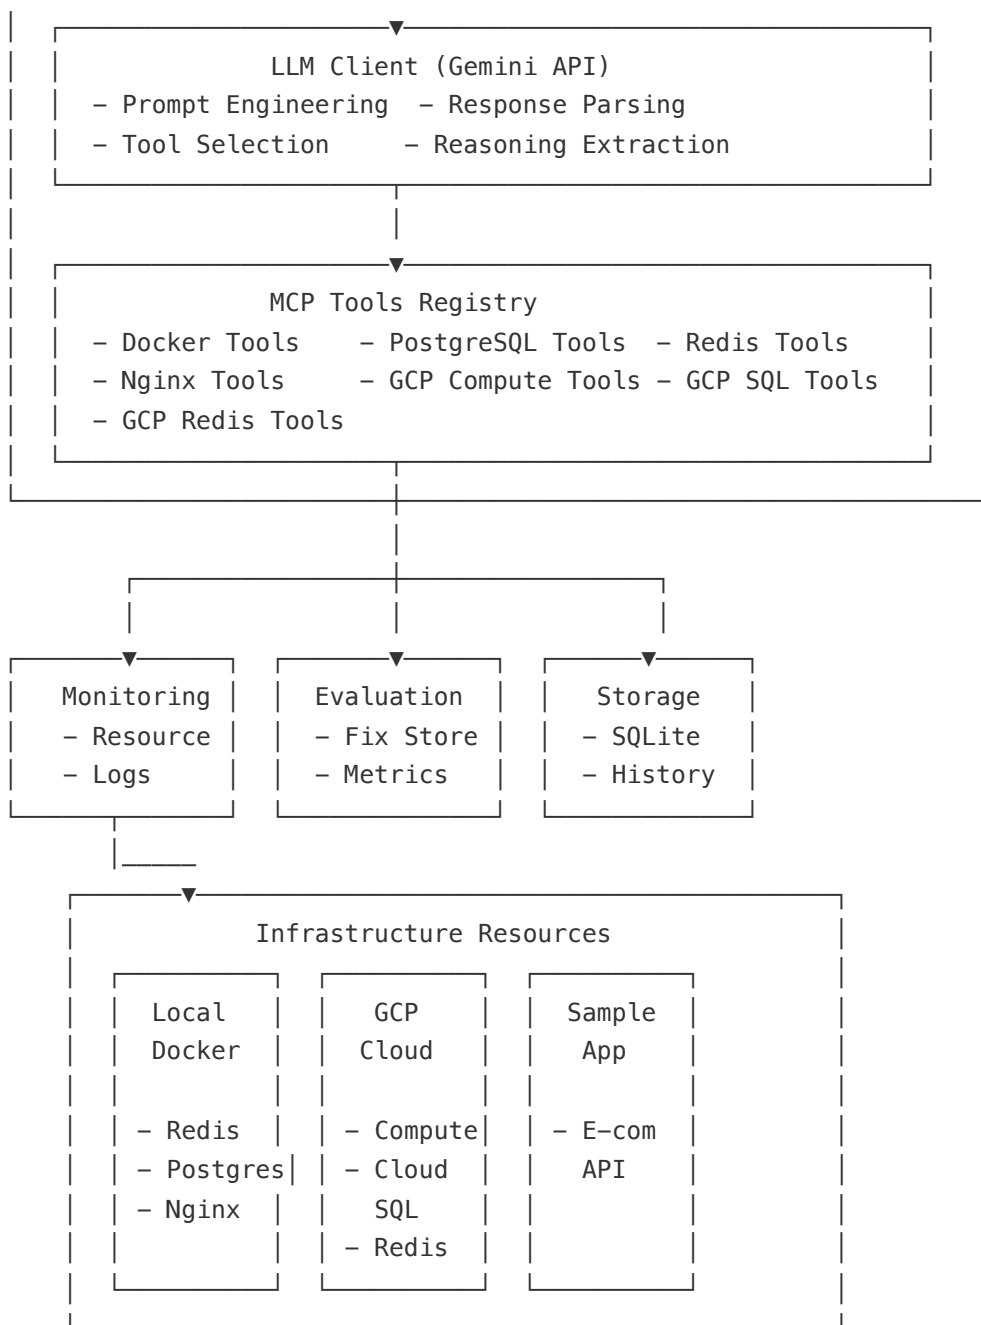 LLM Client (Gemini API)
– Prompt Engineering – Response Parsing
– Tool Selection – Reasoning Extraction
MCP Tools Registry
– Docker Tools – PostgreSQL Tools – Redis Tools
– Nginx Tools – GCP Compute Tools – GCP SQL Tools
– GCP Redis Tools
Monitoring Evaluation Storage
– Resource – Fix Store – SQLite
– Logs – Metrics – History
Infrastructure Resources
Local GCP Sample
Docker Cloud App
– Redis – Compute – E–com
– Postgres – Cloud API
– Nginx SQL
– Redis